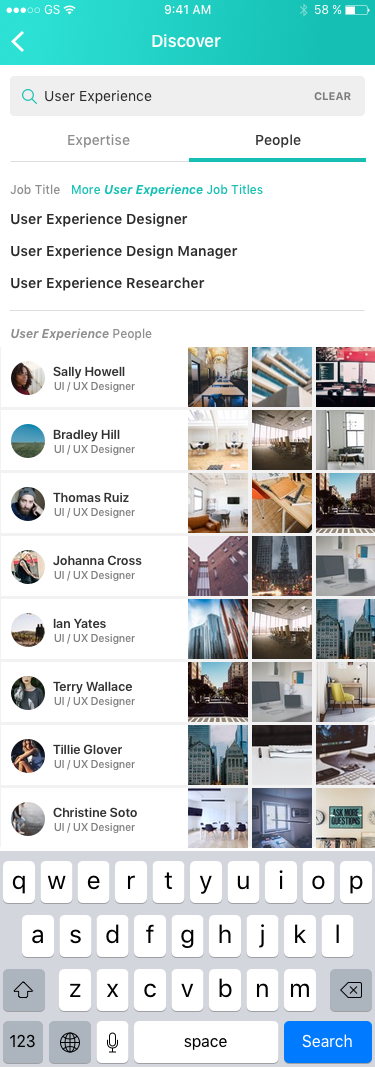 GS 9:41 AM 58 %
Discover
User Experience CLEAR
Expertise People
Job Title More User Experience Job Titles
User Experience Designer
User Experience Design Manager
User Experience Researcher
User Experience People
Sally Howell
UI / UX Designer
Bradley Hill
UI / UX Designer
Thomas Ruiz
UI / UX Designer
Johanna Cross
UI / UX Designer
Ian Yates
UI / UX Designer
Terry Wallace
UI / UX Designer
Tillie Glover
UI / UX Designer
Christine Soto
UI / UX Designer
ASK MORE
QUESTIONS
q w e r t y u i o p
a s d f g h j k l
z x c v b n m
123 space Search